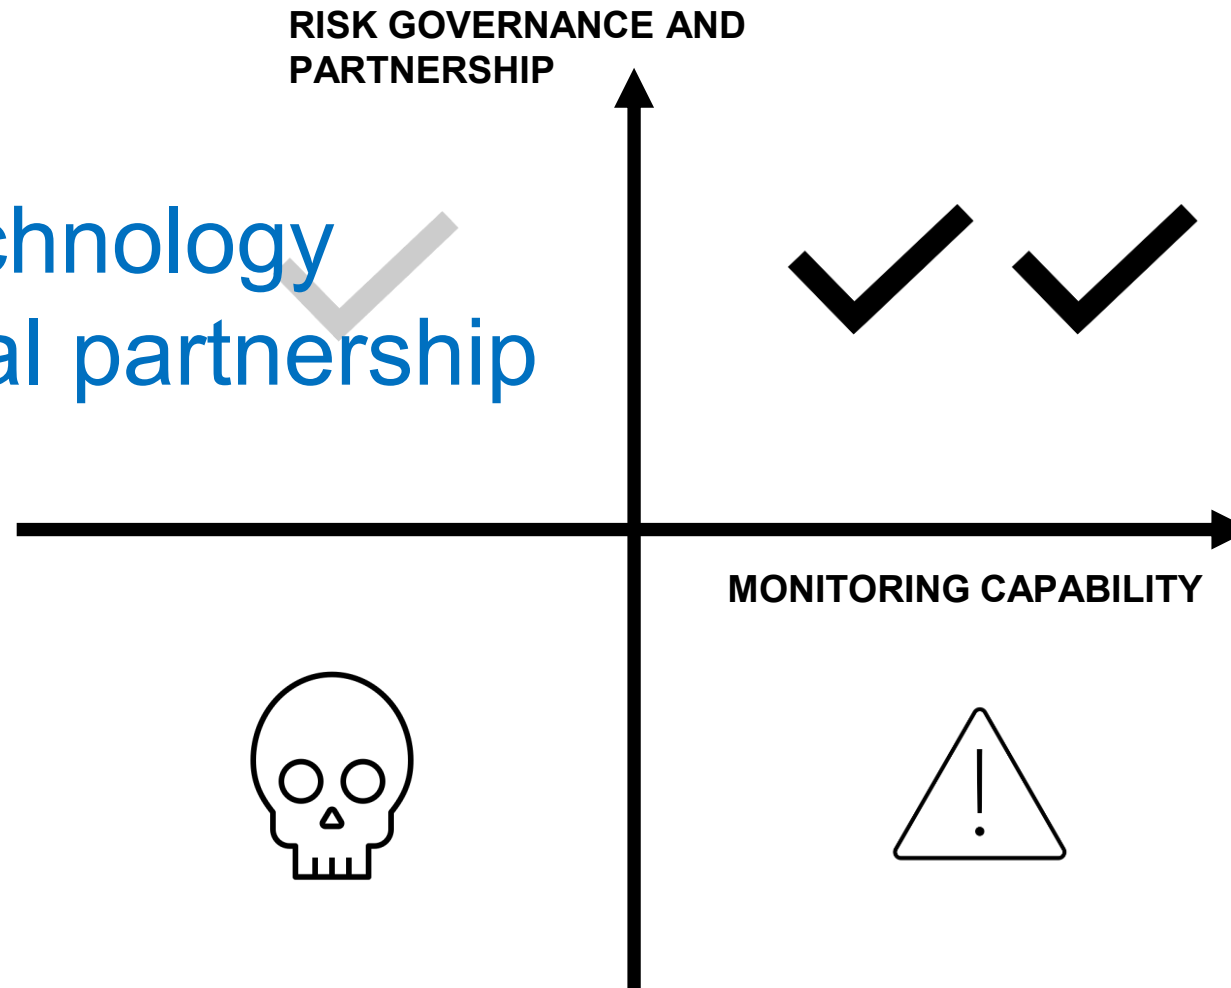 RISK GOVERNANCE AND
PARTNERSHIP
chnology
al partnership
MONITORING CAPABILITY